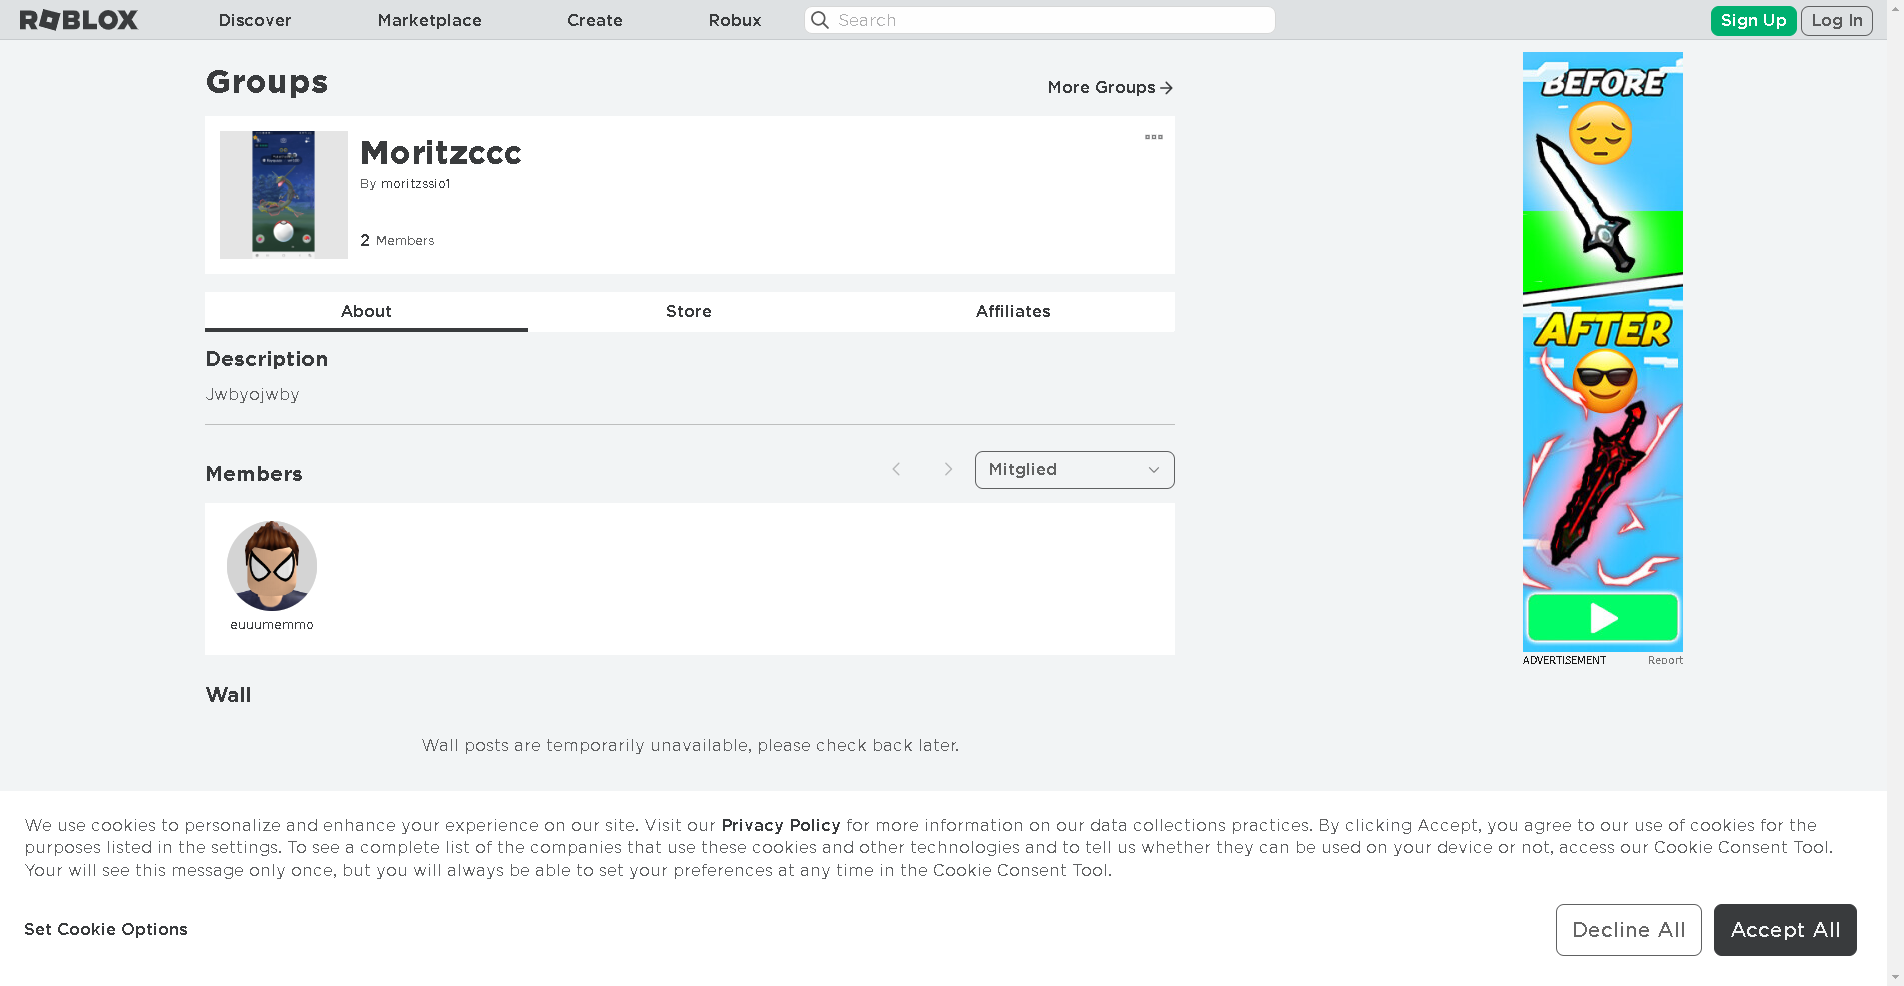 ROBLOX Discover Marketplace Create Robux Search Sign Up Log In
Groups
More Groups
Moritzccc
By moritzssio1
2 Members
About Store Affiliates
Description
Jwbyojwby
Members
Mitglied
euuumemmo
Wall
Wall posts are temporarily unavailable, please check back later.
BEFORE
AFTER
ADVERTISEMENT Report
We use cookies to personalize and enhance your experience on our site. Visit our Privacy Policy for more information on our data collections practices. By clicking Accept, you agree to our use of cookies for the
purposes listed in the settings. To see a complete list of the companies that use these cookies and other technologies and to tell us whether they can be used on your device or not, access our Cookie Consent Tool.
Your will see this message only once, but you will always be able to set your preferences at any time in the Cookie Consent Tool.
Set Cookie Options
Decline All Accept All